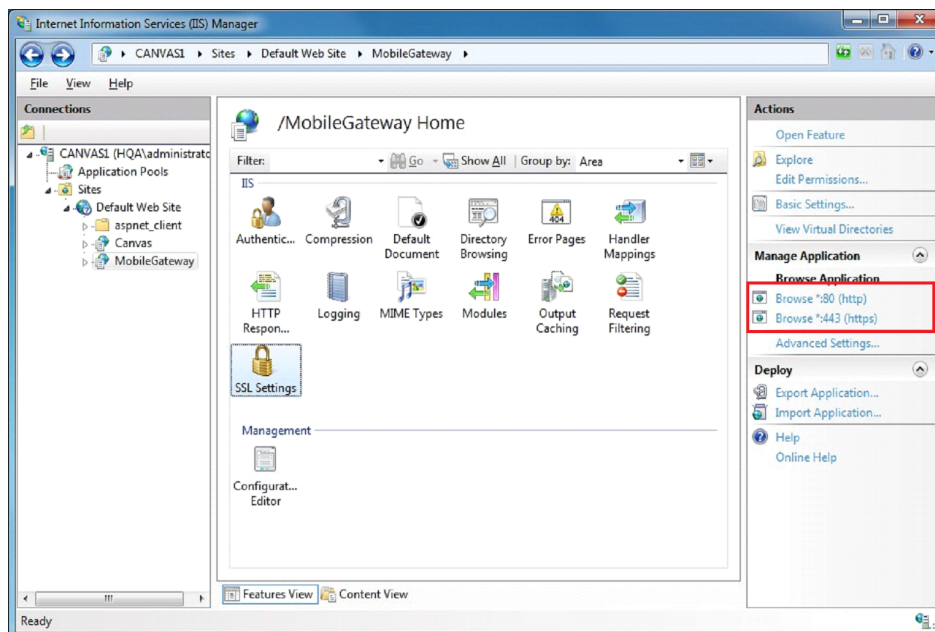 Internet Information Services (IIS) Manager
CANVAS1 Sites Default Web Site MobileGateway
File View Help
Connections
CANVAS1 (HQA\administratc
Application Pools
Sites
Default Web Site
aspnet_client
Canvas
MobileGateway
/MobileGateway Home
Filter: Go Show All Group by: Area
IIS
Authentic... Compression Default Document Directory Browsing Error Pages Handler Mappings
404
HTTP Respon... Logging MIME Types Modules Output Caching Request Filtering
SSL Settings
Management
Configurat... Editor
Features View Content View
Actions
Open Feature
Explore
Edit Permissions...
Basic Settings...
View Virtual Directories
Manage Application
Browse Application
Browse *:80 (http)
Browse *:443 (https)
Advanced Settings...
Deploy
Export Application...
Import Application...
Help
Online Help
Ready